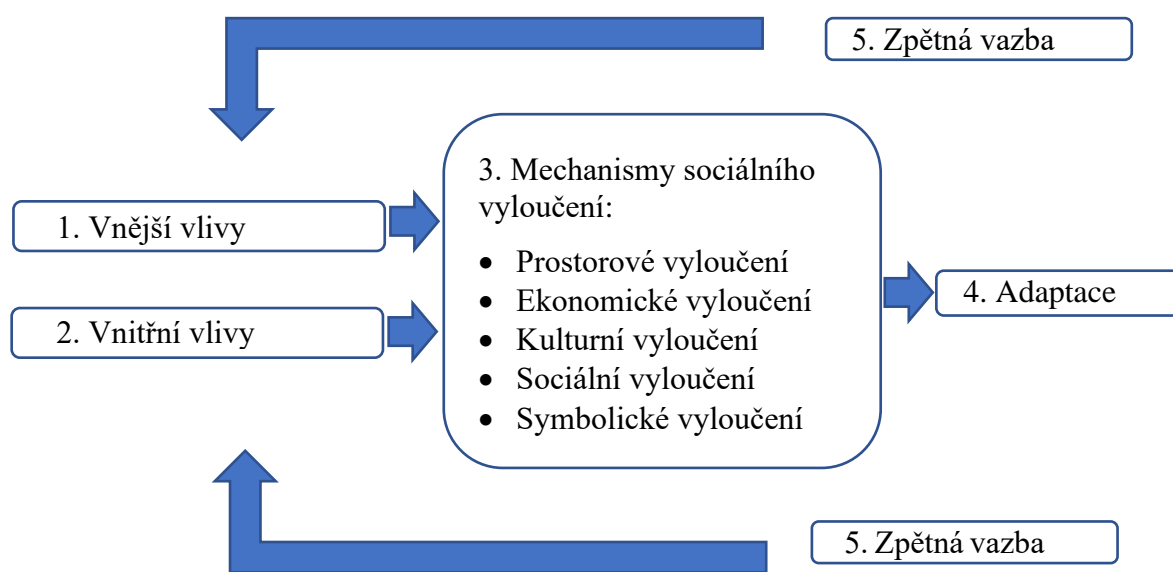 5. Zpětná vazba
1. Vnější vlivy
2. Vnitřní vlivy
3. Mechanismy sociálního
vyloučení:
• Prostorové vyloučení
• Ekonomické vyloučení
• Kulturní vyloučení
• Sociální vyloučení
• Symbolické vyloučení
4. Adaptace
5. Zpětná vazba